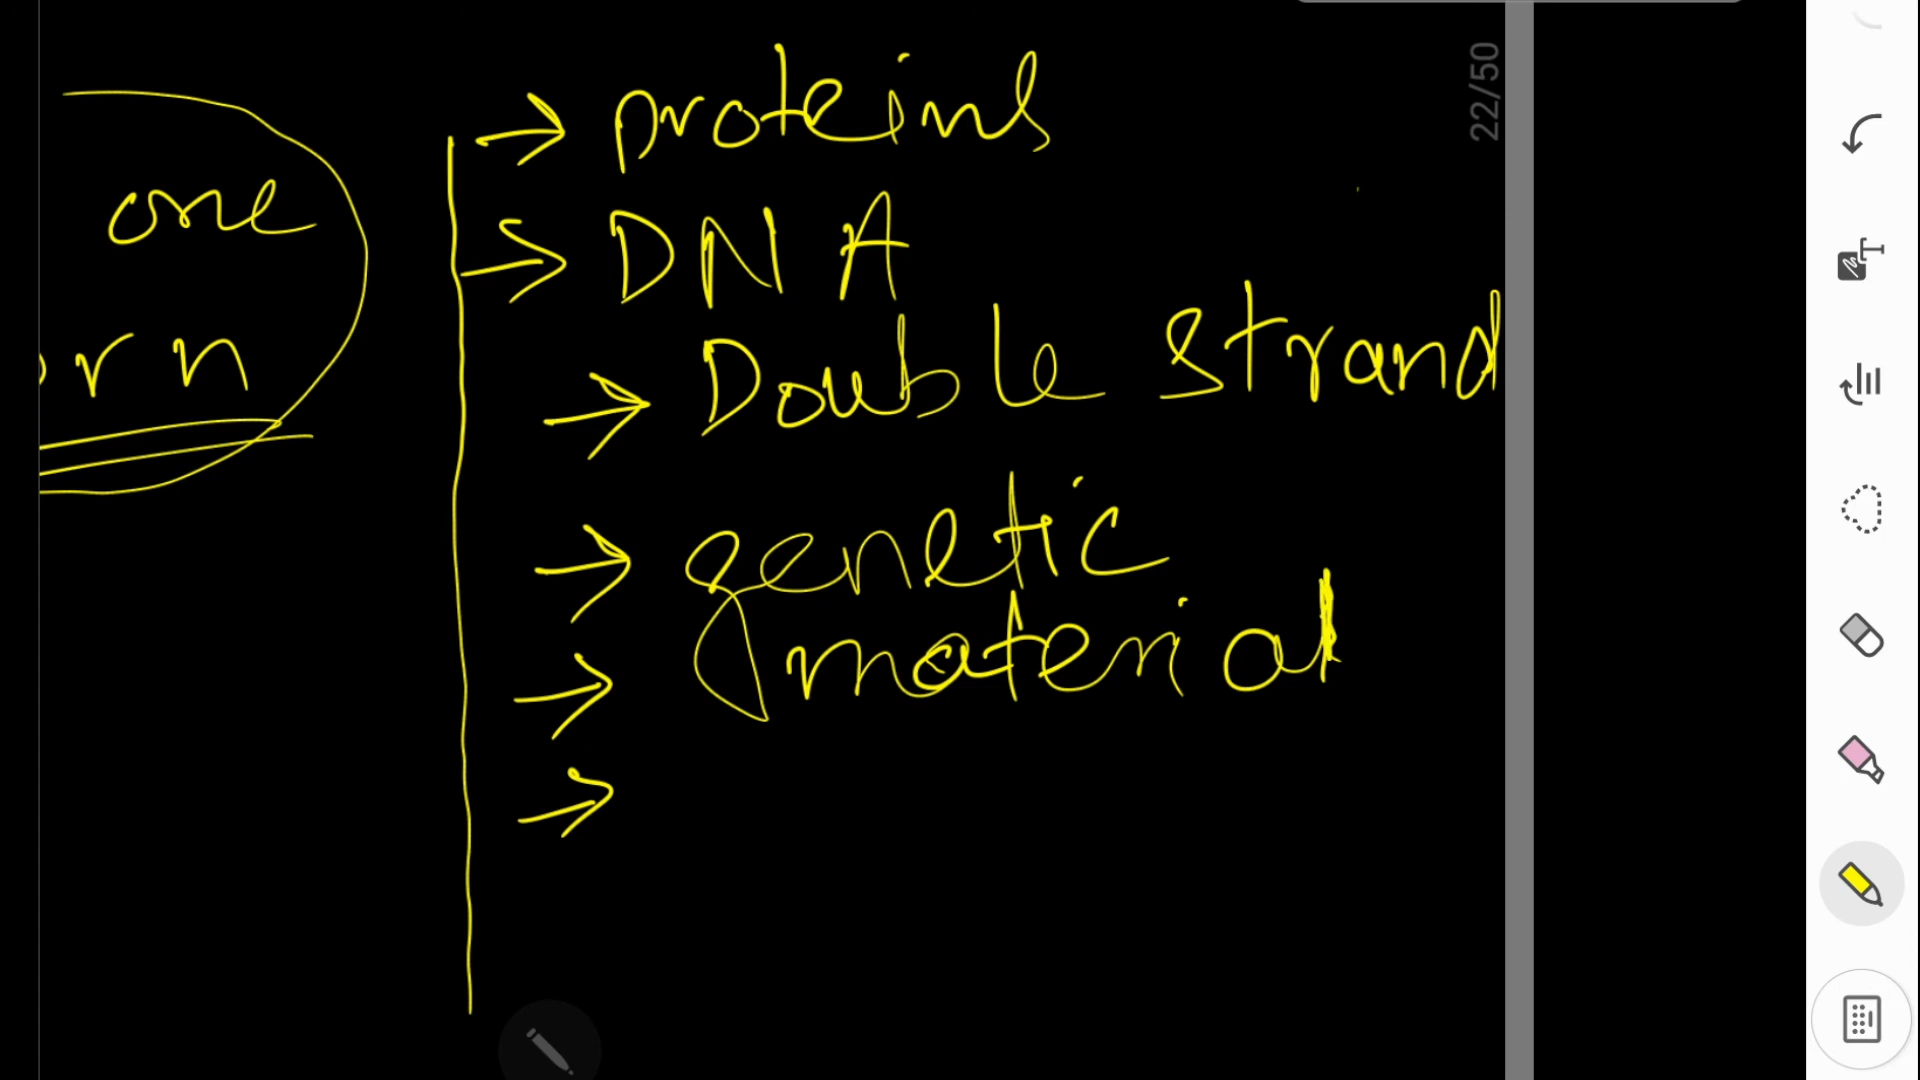 one
rn
→ proteins
→ DNA
→ Double strand
→ genetic
→ material
→
22/50